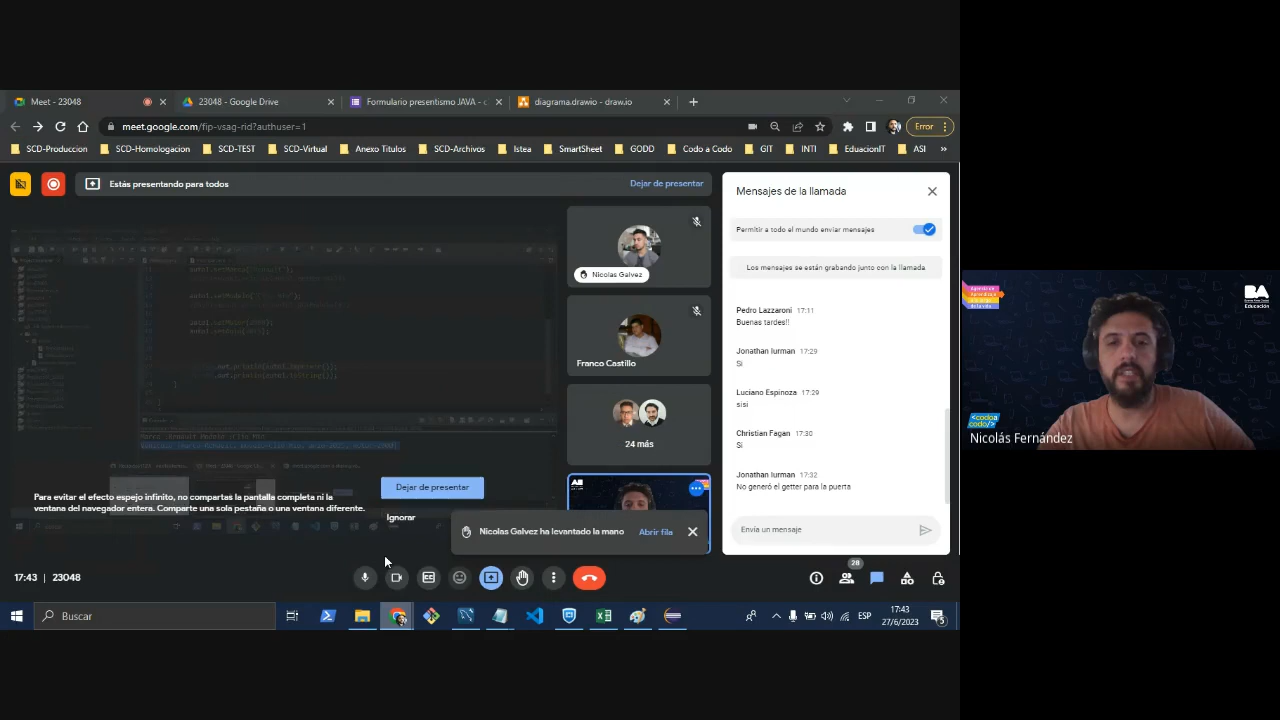 Meet - 23048
23048 - Google Drive
Formulario presentismo JAVA - c
diagrama.drawio - draw.io
meet.google.com/fip-vsag-rid?authuser=1
Error
SCD-Produccion
SCD-Homologacion
SCD-TEST
SCD-Virtual
Anexo Titulos
SCD-Archivos
Istea
SmartSheet
GODD
Codo a Codo
GIT
INTI
EduacionIT
ASI
»
Estás presentando para todos
Dejar de presentar
Mensajes de la llamada
Permitir a todo el mundo enviar mensajes
Los mensajes se están grabando junto con la llamada
Nicolas Galvez
Franco Castillo
24 más
Pedro Lazzaroni 17:11
Buenas tardes!!
Jonathan Iurman 17:29
Si
Luciano Espinoza 17:29
sisi
Christian Fagan 17:30
Si
Jonathan Iurman 17:32
No generó el getter para la puerta
BA
Educación
<codoa
codo/>
Nicolás Fernández
Para evitar el efecto espejo infinito, no compartas la pantalla completa ni la
ventana del navegador entera. Comparte una sola pestaña o una ventana diferente.
Dejar de presentar
Ignorar
Nicolas Galvez ha levantado la mano
Abrir fila
Envía un mensaje
17:43 | 23048
28
Buscar
ESP
17:43
27/6/2023
5